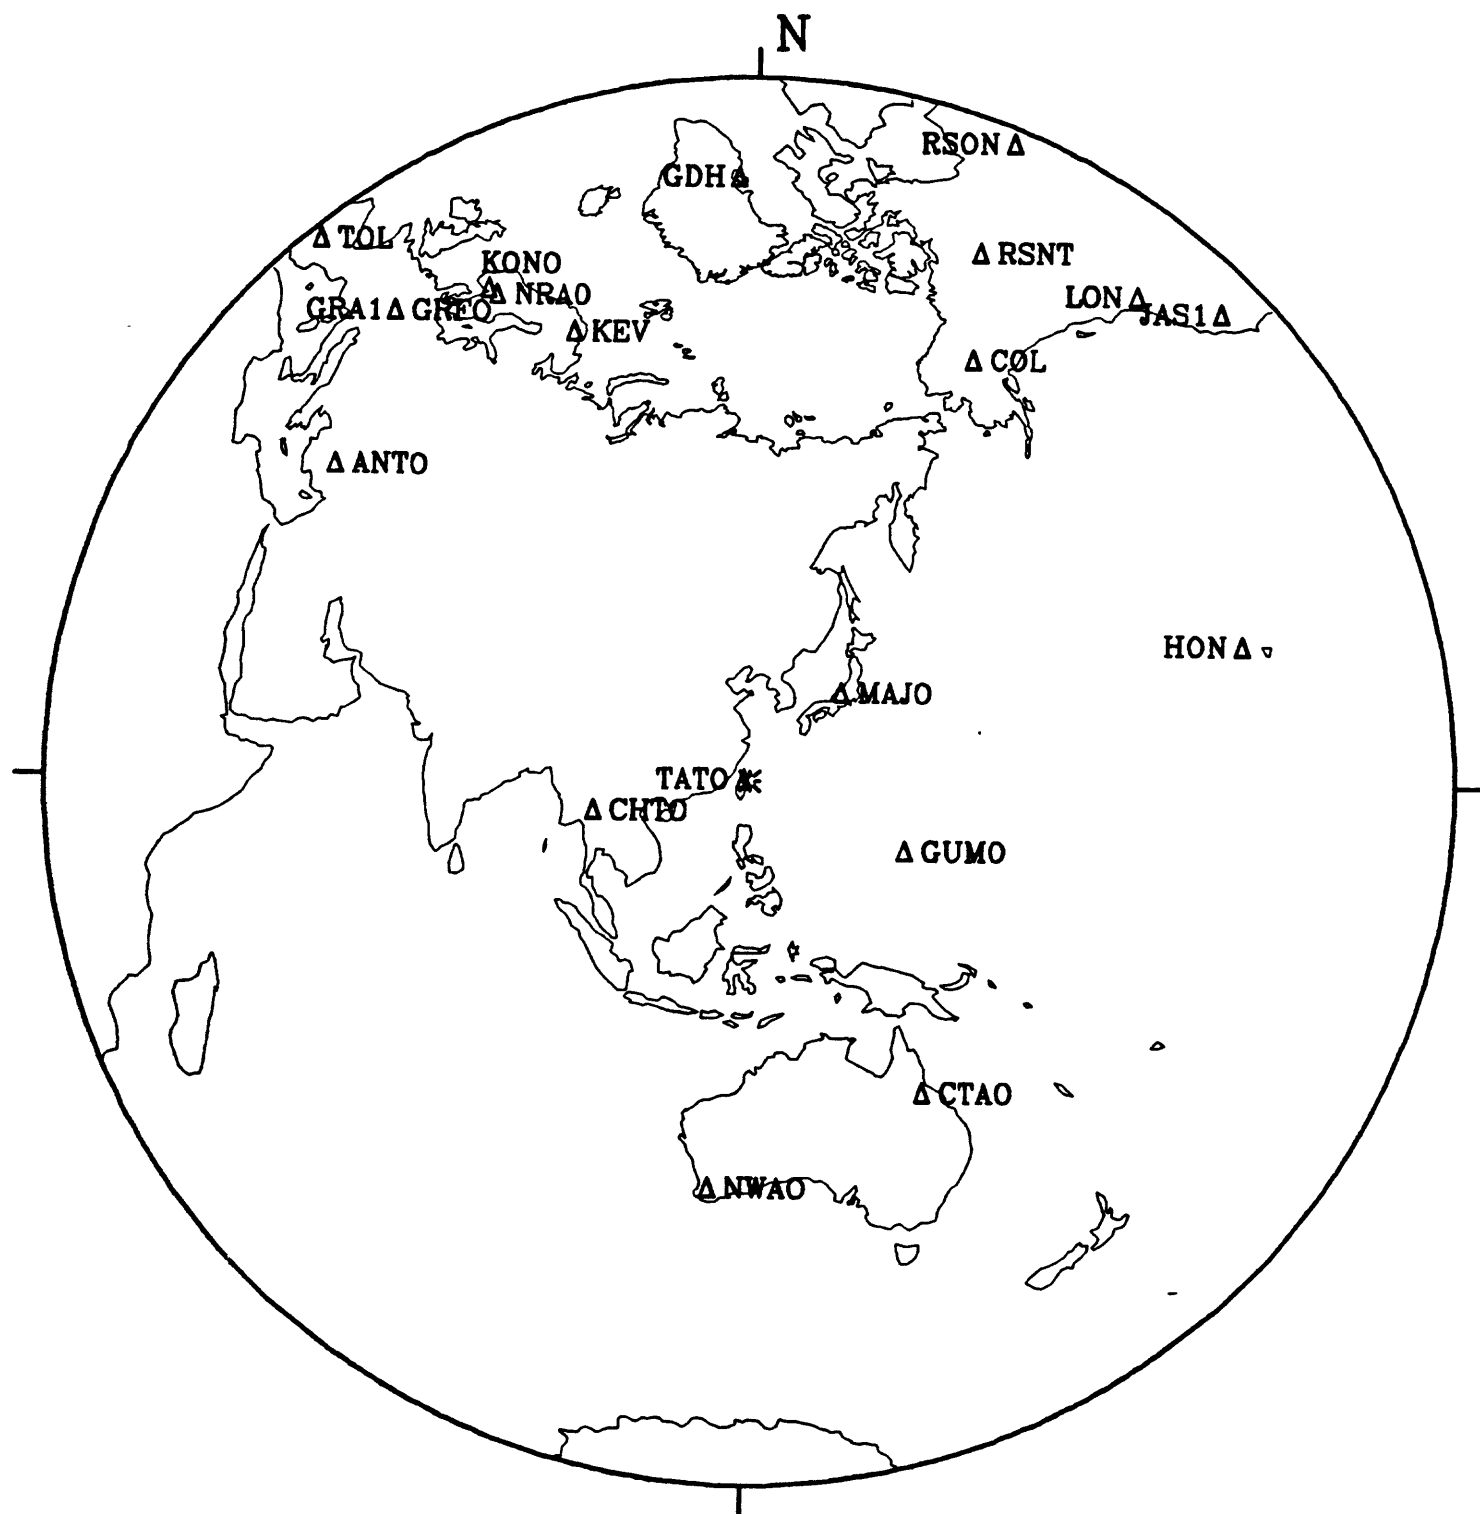 N
RSON
GDH
TOL
RSNT
KONO
NRAO
LON
JAS1
GRA1 GRFO
KEV
COL
ANTO
HON
MAJO
TATO
CHTO
GUMO
CTAO
NWAO